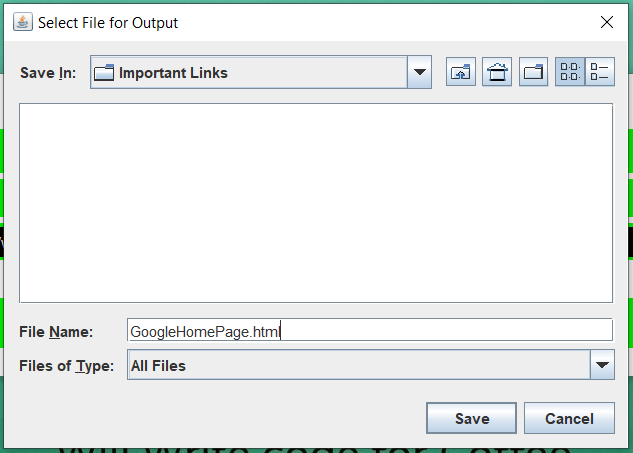 Select File for Output
Save In: Important Links
File Name: GoogleHomePage.html
Files of Type: All Files
Save Cancel
Will Write code for Coffee